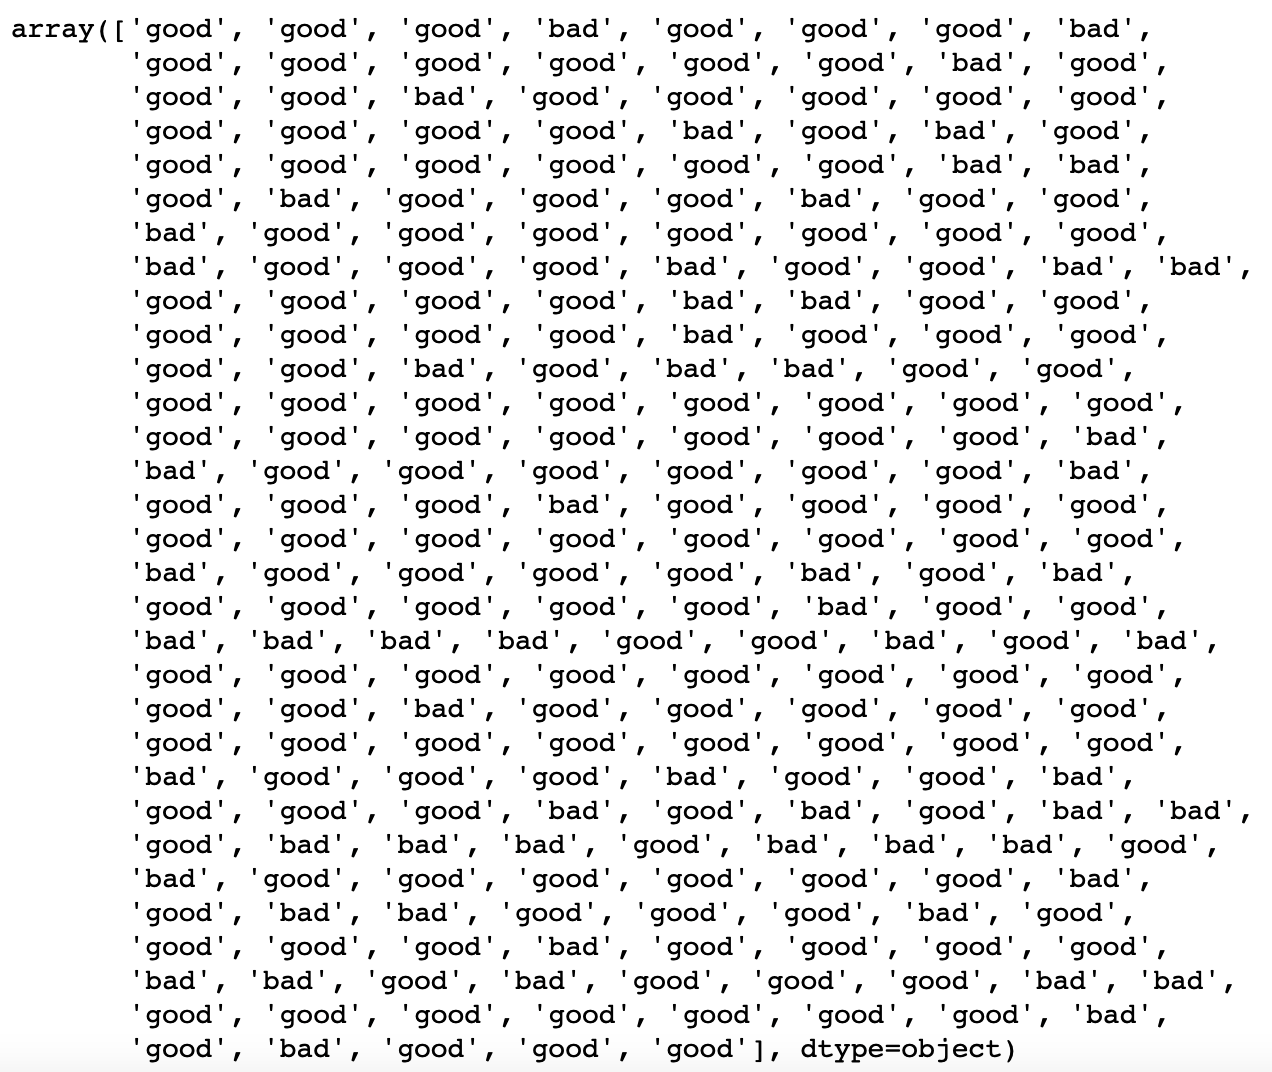 array(['good', 'good', 'good', 'bad', 'good', 'good', 'good', 'bad',
'good', 'good', 'good', 'good', 'good', 'good', 'bad', 'good',
'good', 'good', 'bad', 'good', 'good', 'good', 'good', 'good',
'good', 'good', 'good', 'good', 'bad', 'good', 'bad', 'good',
'good', 'good', 'good', 'good', 'good', 'good', 'bad', 'bad',
'good', 'bad', 'good', 'good', 'good', 'bad', 'good', 'good',
'bad', 'good', 'good', 'good', 'good', 'good', 'good', 'good',
'bad', 'good', 'good', 'good', 'bad', 'good', 'good', 'bad', 'bad',
'good', 'good', 'good', 'good', 'bad', 'bad', 'good', 'good',
'good', 'good', 'good', 'good', 'bad', 'good', 'good', 'good',
'good', 'good', 'bad', 'good', 'bad', 'bad', 'good', 'good',
'good', 'good', 'good', 'good', 'good', 'good', 'good', 'good',
'good', 'good', 'good', 'good', 'good', 'good', 'good', 'bad',
'bad', 'good', 'good', 'good', 'good', 'good', 'good', 'bad',
'good', 'good', 'good', 'bad', 'good', 'good', 'good', 'good',
'good', 'good', 'good', 'good', 'good', 'good', 'good', 'good',
'bad', 'good', 'good', 'good', 'good', 'bad', 'good', 'bad',
'good', 'good', 'good', 'good', 'good', 'bad', 'good', 'good',
'bad', 'bad', 'bad', 'bad', 'good', 'good', 'bad', 'good', 'bad',
'good', 'good', 'good', 'good', 'good', 'good', 'good', 'good',
'good', 'good', 'bad', 'good', 'good', 'good', 'good', 'good',
'good', 'good', 'good', 'good', 'good', 'good', 'good', 'good',
'bad', 'good', 'good', 'good', 'bad', 'good', 'good', 'bad',
'good', 'good', 'good', 'bad', 'good', 'bad', 'good', 'bad', 'bad',
'good', 'bad', 'bad', 'bad', 'good', 'bad', 'bad', 'bad', 'good',
'bad', 'good', 'good', 'good', 'good', 'good', 'good', 'bad',
'good', 'bad', 'bad', 'good', 'good', 'good', 'bad', 'good',
'good', 'good', 'good', 'bad', 'good', 'good', 'good', 'good',
'bad', 'bad', 'good', 'bad', 'good', 'good', 'good', 'bad', 'bad',
'good', 'good', 'good', 'good', 'good', 'good', 'good', 'bad',
'good', 'bad', 'good', 'good', 'good'], dtype=object)